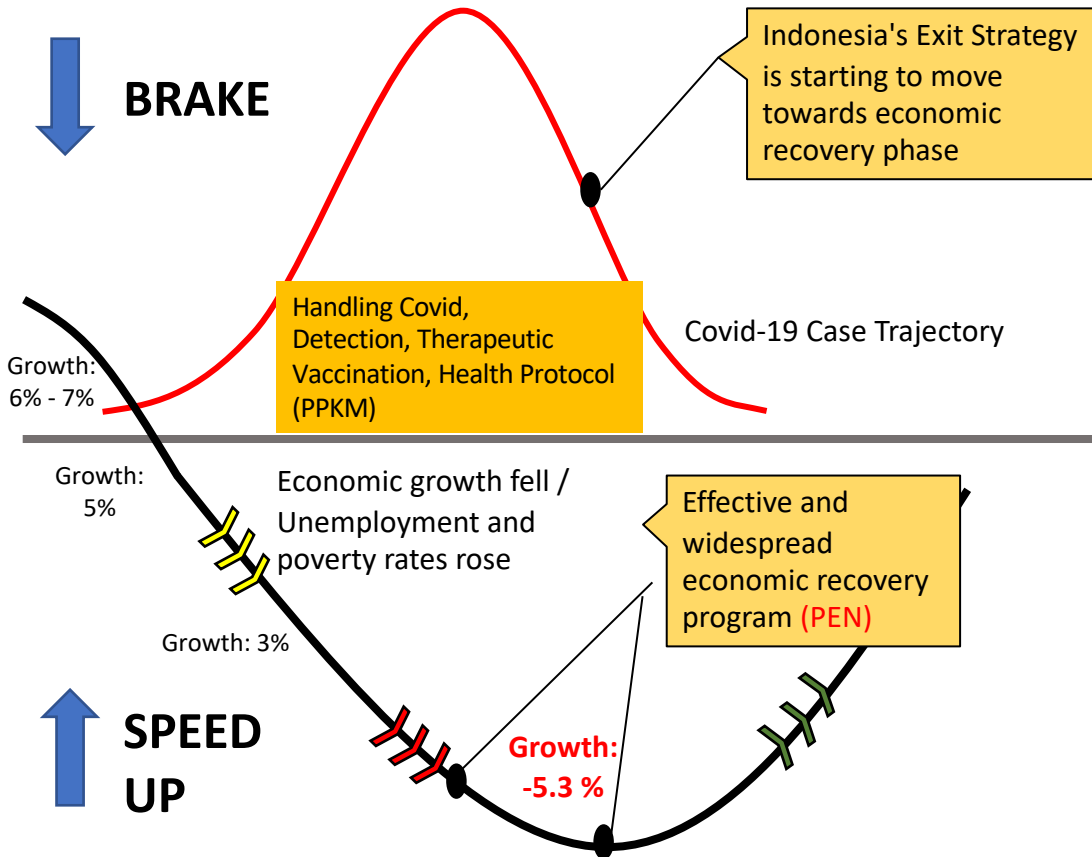 BRAKE
Indonesia's Exit Strategy
is starting to move
towards economic
recovery phase
Handling Covid,
Detection, Therapeutic
Vaccination, Health Protocol
(PPKM)
Covid-19 Case Trajectory
Growth:
6% - 7%
Growth:
5%
Economic growth fell /
Unemployment and
poverty rates rose
Effective and
widespread
economic recovery
program (PEN)
Growth: 3%
SPEED
UP
Growth:
-5.3 %